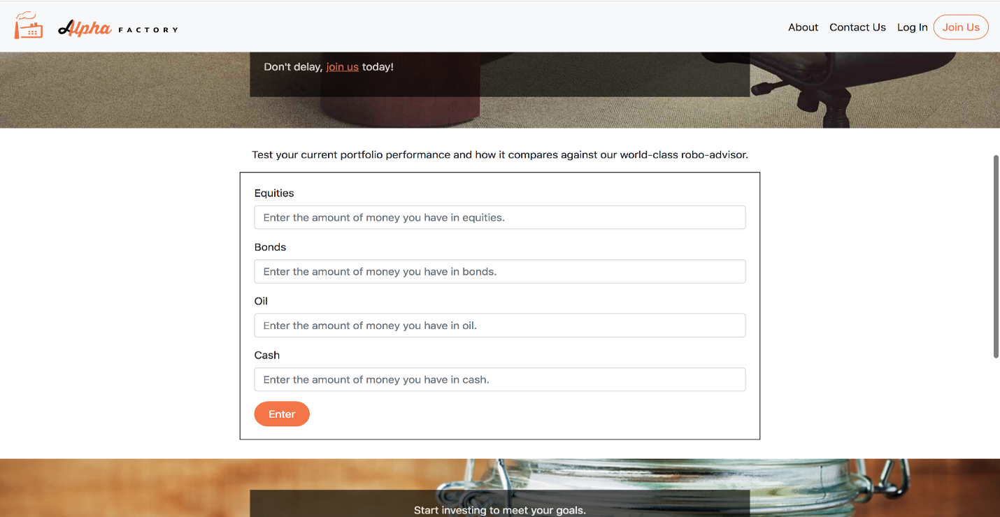 Alpha FACTORY
About Contact Us Log In Join Us
Don't delay, join us today!
Test your current portfolio performance and how it compares against our world-class robo-advisor.
Equities
Enter the amount of money you have in equities.
Bonds
Enter the amount of money you have in bonds.
Oil
Enter the amount of money you have in oil.
Cash
Enter the amount of money you have in cash.
Enter
Start investing to meet your goals.